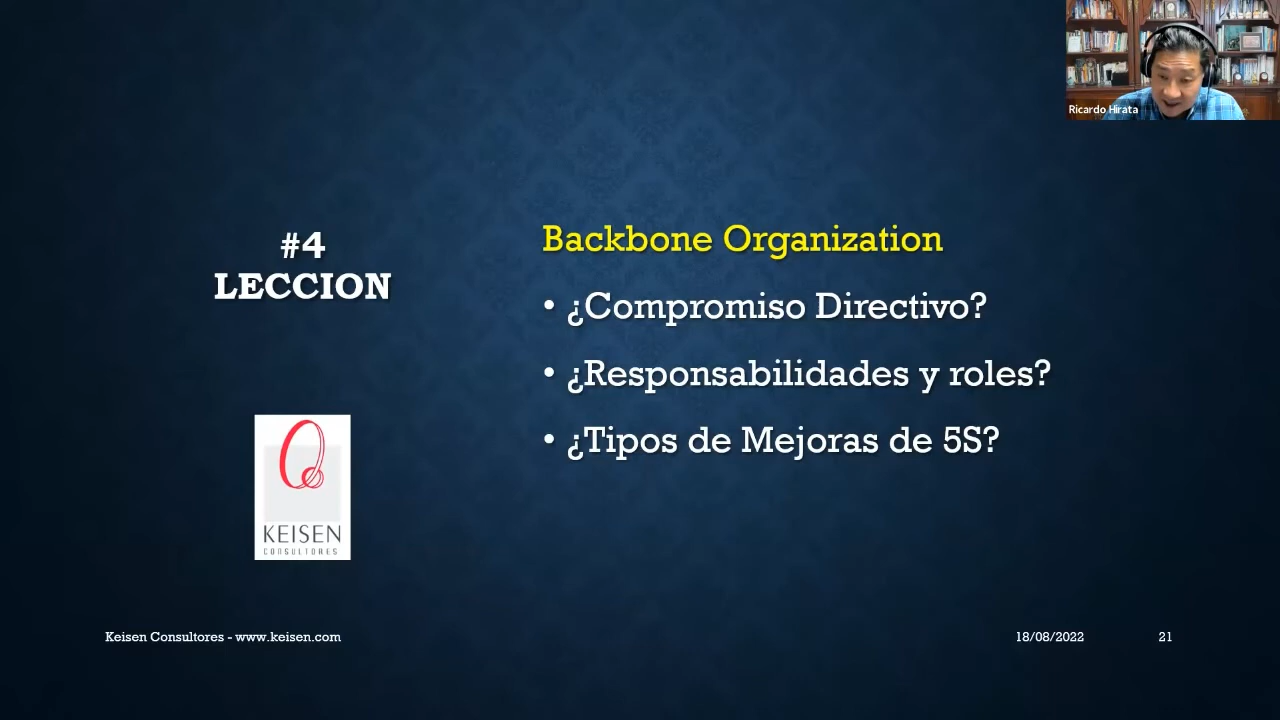 Ricardo Hirata
#4
LECCION
Backbone Organization
• ¿Compromiso Directivo?
• ¿Responsabilidades y roles?
• ¿Tipos de Mejoras de 5S?
KEISEN
CONSULTORES
Keisen Consultores - www.keisen.com
18/08/2022
21